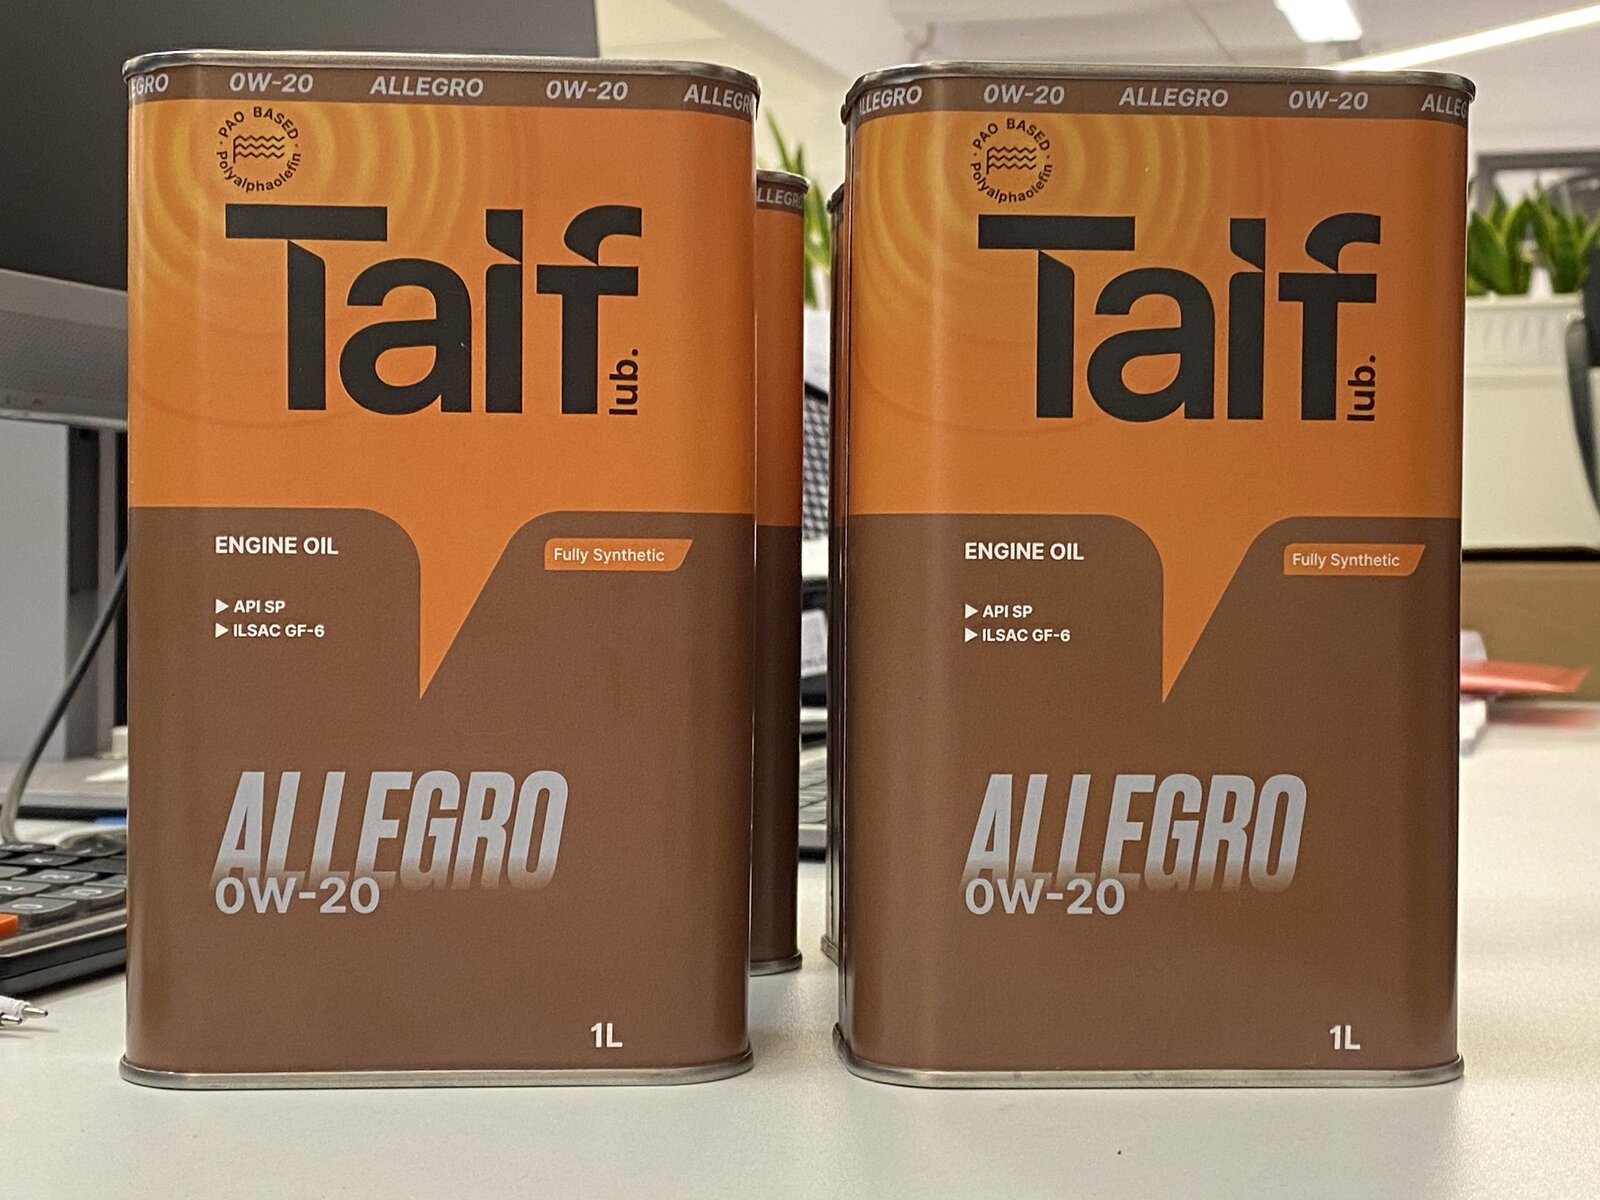 0W-20 ALLEGRO 0W-20 ALLEGRO
PAO BASED
Polyalphaolefin
Taif
lub.
ENGINE OIL
Fully Synthetic
▶ API SP
▶ ILSAC GF-6
ALLEGRO
0W-20
1L
ALLEGRO
ALLEGRO 0W-20 ALLEGRO 0W-20
PAO BASED
Polyalphaolefin
Taif
lub.
ENGINE OIL
Fully Synthetic
▶ API SP
▶ ILSAC GF-6
ALLEGRO
0W-20
1L